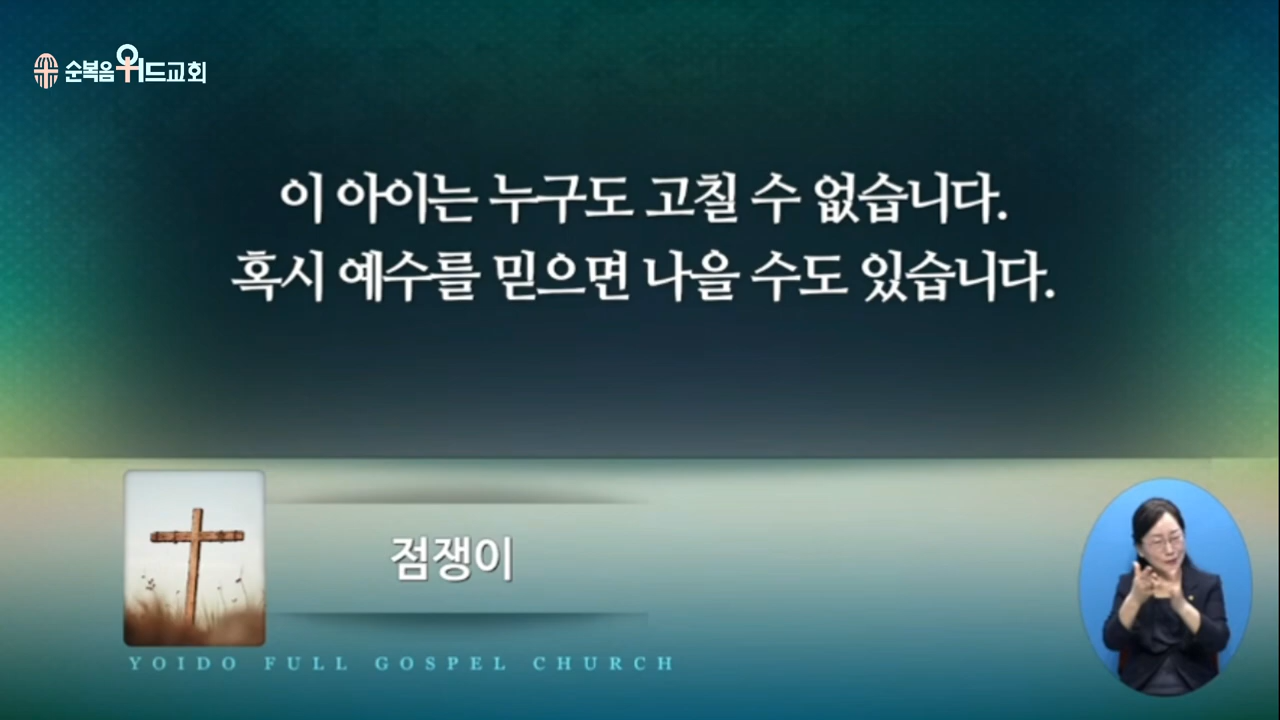 순복음워드교회
이 아이는 누구도 고칠 수 없습니다.
혹시 예수를 믿으면 나을 수도 있습니다.
점쟁이
YOIDO FULL GOSPEL CHURCH